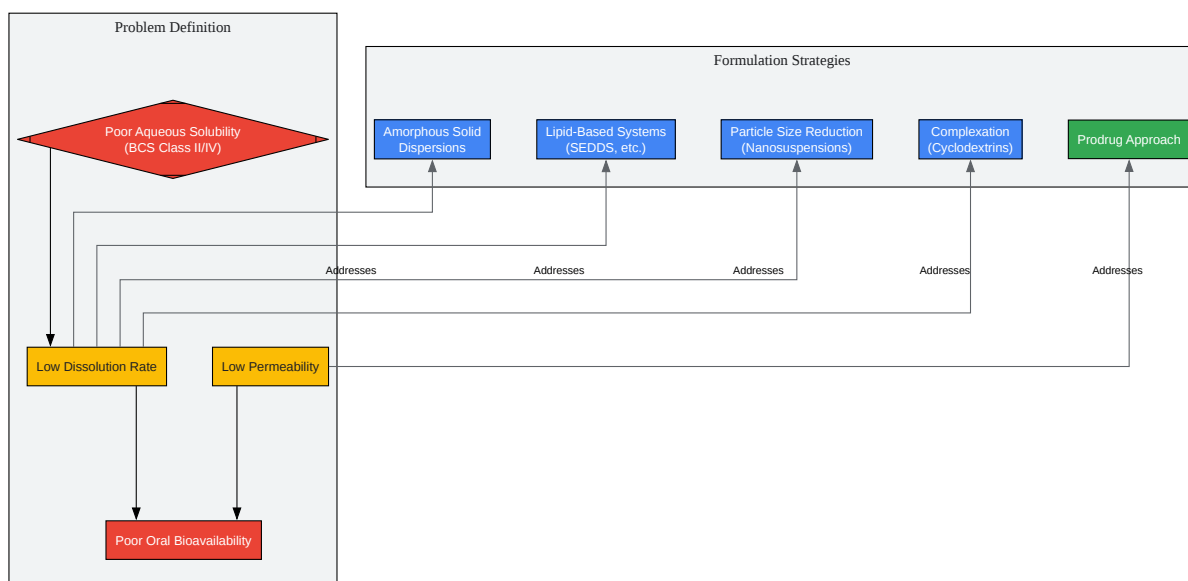 Problem Definition
Formulation Strategies
Poor Aqueous Solubility
(BCS Class II/IV)
Amorphous Solid
Dispersions
Lipid-Based Systems
(SEDDS, etc.)
Particle Size Reduction
(Nanosuspensions)
Complexation
(Cyclodextrins)
Prodrug Approach
Addresses
Addresses
Addresses
Addresses
Addresses
Low Dissolution Rate
Low Permeability
Poor Oral Bioavailability